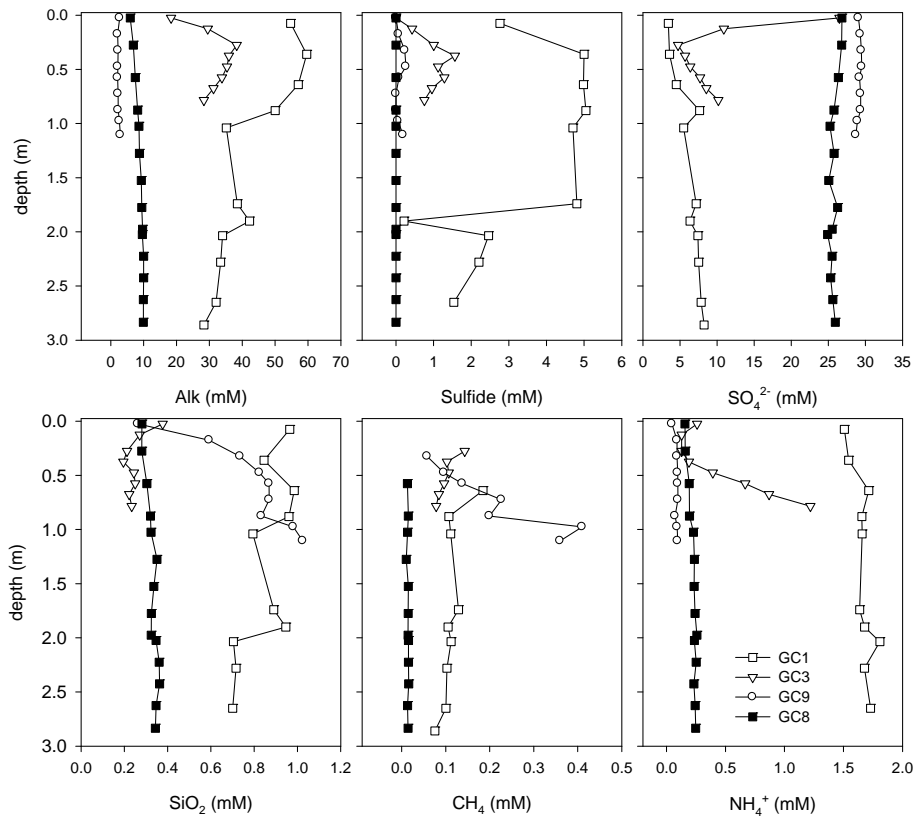 0.0
0.5
1.0
1.5
2.0
2.5
3.0
depth (m)
0 10 20 30 40 50 60 70
Alk (mM)
0 1 2 3 4 5 6
Sulfide (mM)
0 5 10 15 20 25 30 35
SO₄²⁻ (mM)
0.0
0.5
1.0
1.5
2.0
2.5
3.0
depth (m)
0.0 0.2 0.4 0.6 0.8 1.0 1.2
SiO₂ (mM)
0.0 0.1 0.2 0.3 0.4 0.5
CH₄ (mM)
GC1
GC3
GC9
GC8
0.0 0.5 1.0 1.5 2.0
NH₄⁺ (mM)